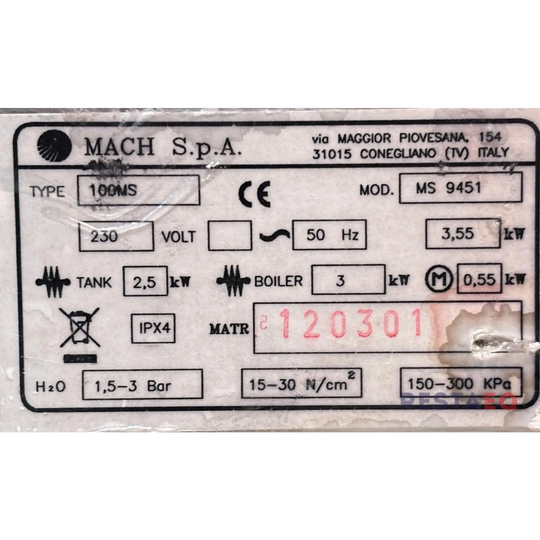 MACH S.p.A.
via MAGGIOR PIOVESANA, 154
31015 CONEGLIANO (TV) ITALY
TYPE 100MS CE MOD. MS 9451
230 VOLT 50 Hz 3,55 kW
TANK 2,5 kW BOILER 3 kW M 0,55 kW
IPX4 MATR 2120301
H2O 1,5-3 Bar 15-30 N/cm² 150-300 KPa
RESTAEQ